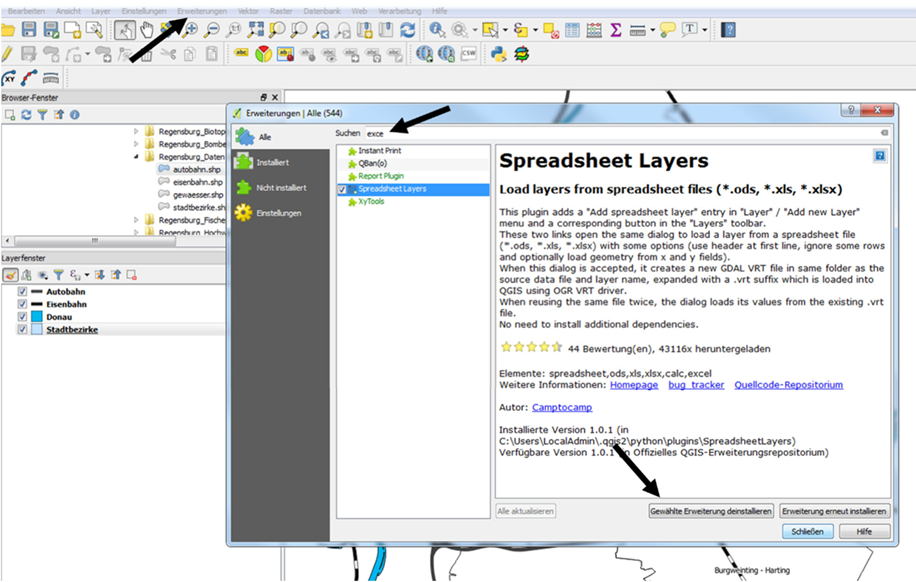 Bearbeiten Ansicht Layer Einstellungen Erweiterungen Vektor Raster Datenbank Web Verarbeitung Hilfe
abc abc ab abc abc abc abc CSW
XY
Browser-Fenster
Regensburg_Biotop
Regensburg_Bombe
Regensburg_Daten
autobahn.shp
eisenbahn.shp
gewaesser.shp
stadtbezirke.shp
Regensburg_Fische
Regensburg_Hochw
Layerfenster
Autobahn
Eisenbahn
Donau
Stadtbezirke
Erweiterungen | Alle (544)
Alle
Installiert
Nicht installiert
Einstellungen
Suchen exce
Instant Print
QBan(o)
Report Plugin
Spreadsheet Layers
XyTools
Spreadsheet Layers
Load layers from spreadsheet files (*.ods, *.xls, *.xlsx)
This plugin adds a "Add spreadsheet layer" entry in "Layer" / "Add new Layer"
menu and a corresponding button in the "Layers" toolbar.
These two links open the same dialog to load a layer from a spreadsheet file
(*.ods, *.xls, *.xlsx) with some options (use header at first line, ignore some rows
and optionally load geometry from x and y fields).
When this dialog is accepted, it creates a new GDAL VRT file in same folder as the
source data file and layer name, expanded with a .vrt suffix which is loaded into
QGIS using OGR VRT driver.
When reusing the same file twice, the dialog loads its values from the existing .vrt
file.
No need to install additional dependencies.
44 Bewertung(en), 43116x heruntergeladen
Elemente: spreadsheet,ods,xls,xlsx,calc,excel
Weitere Informationen: Homepage bug tracker Quellcode-Repositorium
Autor: Camptocamp
Installierte Version 1.0.1 (in
C:\Users\LocalAdmin\.qgis2\python\plugins\SpreadsheetLayers)
Verfügbare Version 1.0.1 in Offizielles QGIS-Erweiterungsrepositorium)
Alle aktualisieren Gewählte Erweiterung deinstallieren Erweiterung erneut installieren
Schließen Hilfe
Burgweinting - Harting